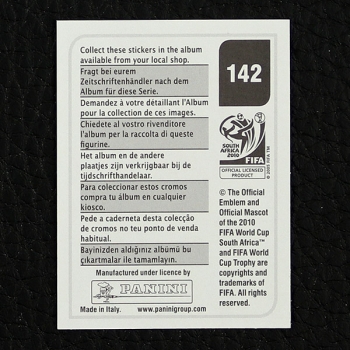 Collect these stickers in the album
available from your local shop.
Fragt bei eurem
Zeitschriftenhändler nach dem
Album für diese Serie.
Demandez à votre détaillant l'Album
pour la collection de ces images.
Chiedete al vostro rivenditore
l'album per la raccolta di queste
figurine.
Het album en de andere
plaatjes zijn verkrijgbaar bij de
tijdschrifthandelaar.
Para coleccionar estos cromos
compra tu álbum en cualquier
kiosco.
Pede a caderneta desta colecção
de cromos no teu ponto de venda
habitual.
Bayinizden aldığınız albümü bu
çıkartmalar ile tamamlayın.
Manufactured under licence by
PANINI
Made in Italy. www.paninigroup.com
142
SOUTH AFRICA
2010
FIFA
OFFICIAL LICENSED
PRODUCT
© The Official
Emblem and
Official Mascot
of the 2010
FIFA World Cup
South Africa™
and FIFA World
Cup Trophy are
copyrights and
trademarks of
FIFA. All rights
reserved.